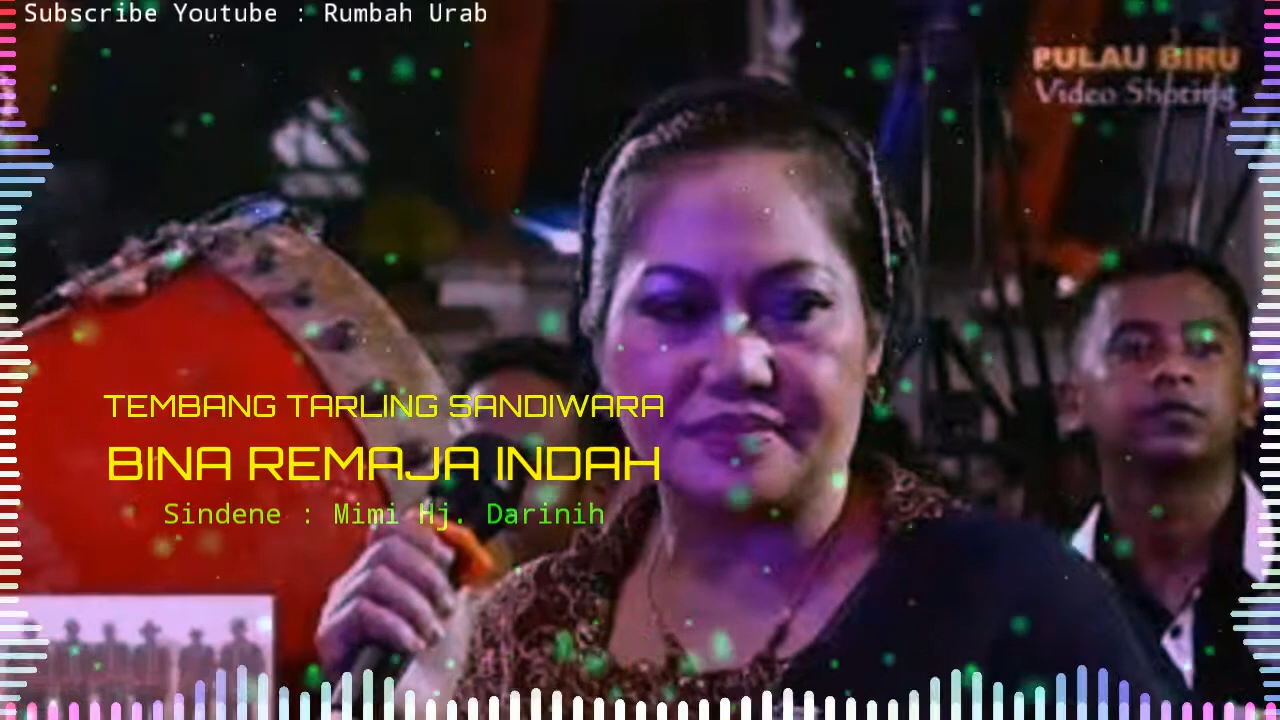 Subscribe Youtube : Rumbah Urab
PULAU BIRU
Video Shoting
TEMBANG TARLING SANDIWARA
BINA REMAJA INDAH
Sindene : Mimi Hj. Darinih